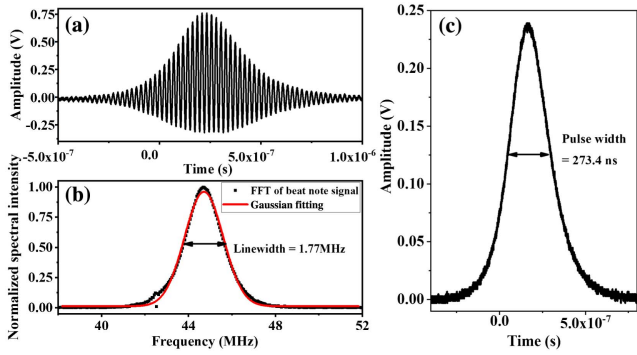 (a)
Amplitude (V)
0.75
0.50
0.25
0.00
-0.25
-5.0x10-7
0.0
5.0x10-7
1.0x10-6
Time (s)
(b)
Normalized spectral intensity
1.00
0.75
0.50
0.25
0.00
FFT of beat note signal
Gaussian fitting
Linewidth = 1.77MHz
40
44
48
52
Frequency (MHz)
(c)
Amplitude (V)
0.25
0.20
0.15
0.10
0.05
0.00
Pulse width
= 273.4 ns
0.0
5.0x10-7
Time (s)